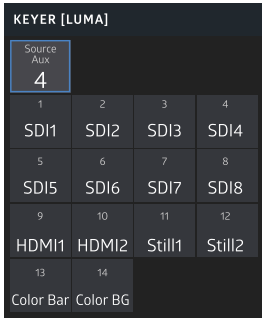 KEYER [LUMA]
Source
Aux
4
1 2 3 4
SDI1 SDI2 SDI3 SDI4
5 6 7 8
SDI5 SDI6 SDI7 SDI8
9 10 11 12
HDMI1 HDMI2 Still1 Still2
13 14
Color Bar Color BG